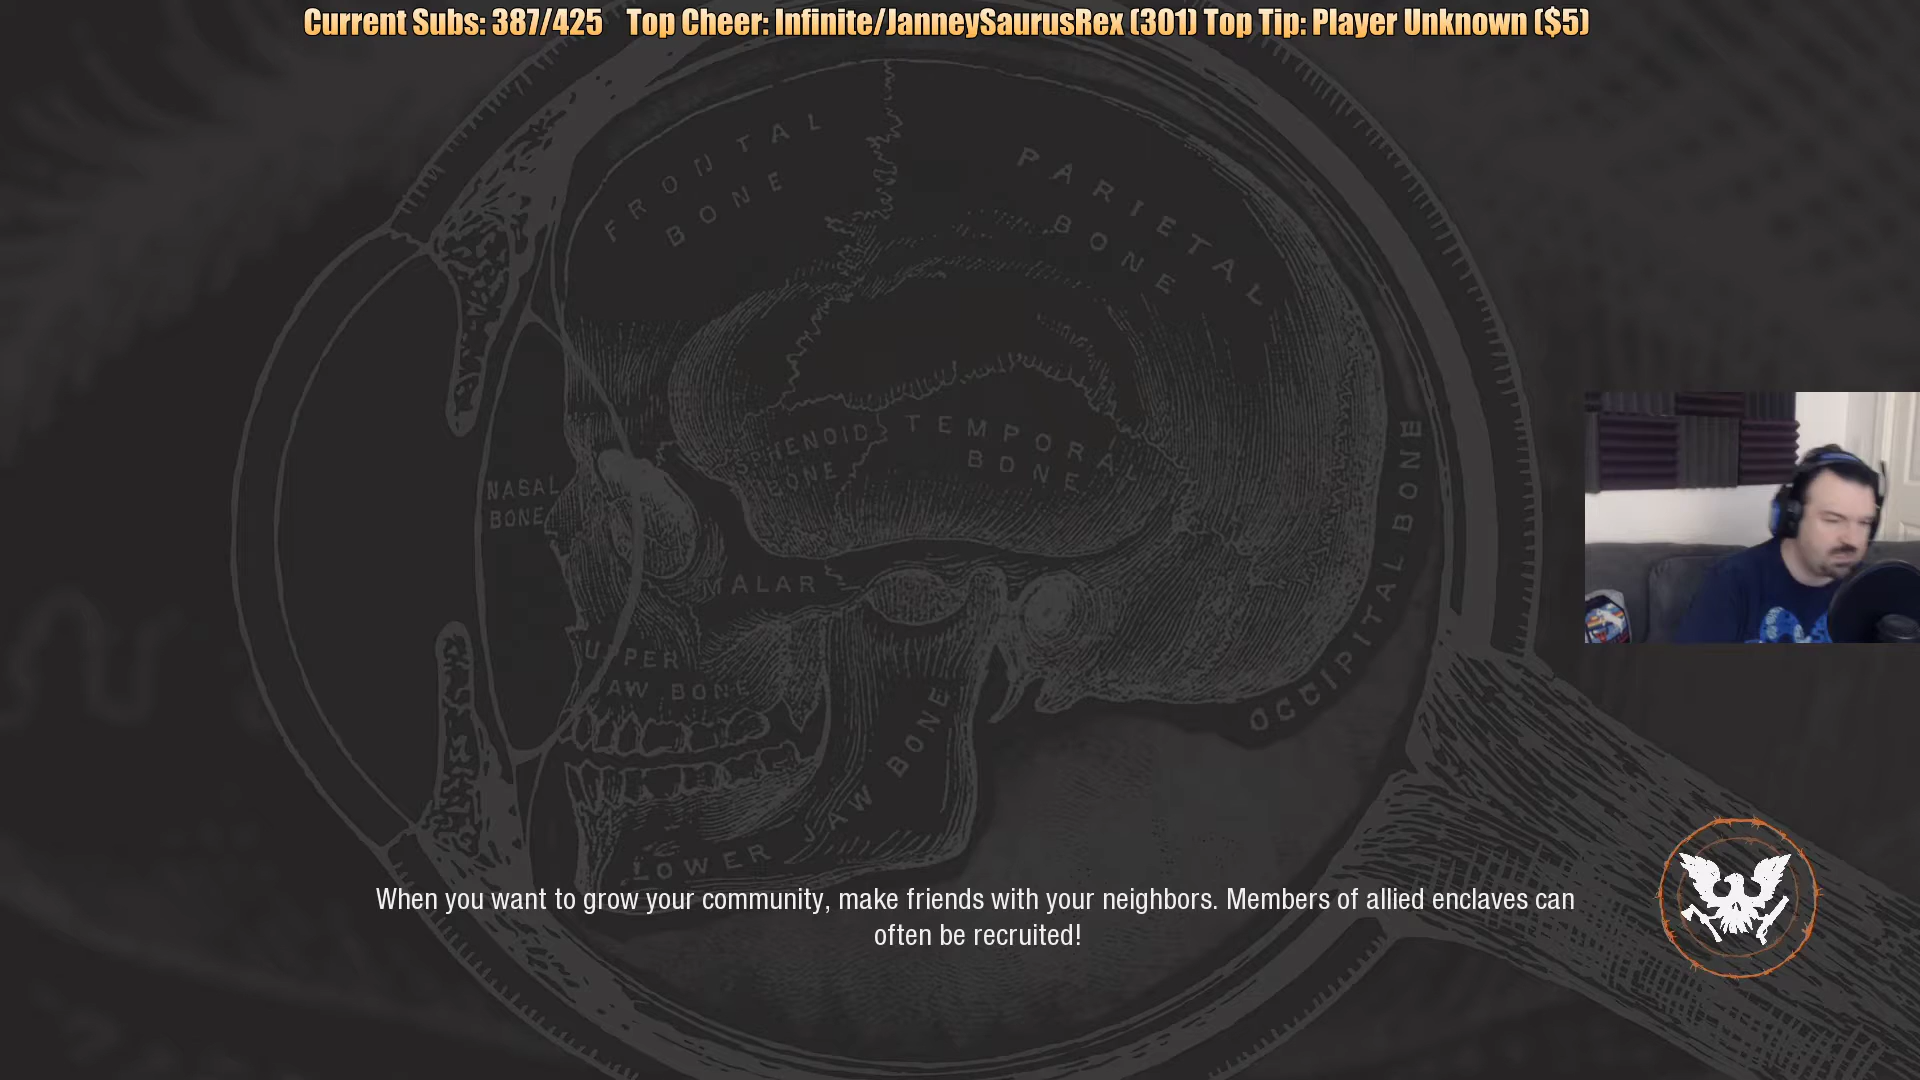 Current Subs: 387/425 Top Cheer: Infinite/JanneySaurusRex (301) Top Tip: Player Unknown ($5)
FRONTAL
BONE
PARIETAL
BONE
SPHENOID
BONE
TEMPORAL
BONE
NASAL
BONE
MALAR
UPPER
JAW BONE
OCCIPITAL BONE
LOWER JAW BONE
When you want to grow your community, make friends with your neighbors. Members of allied enclaves can
often be recruited!